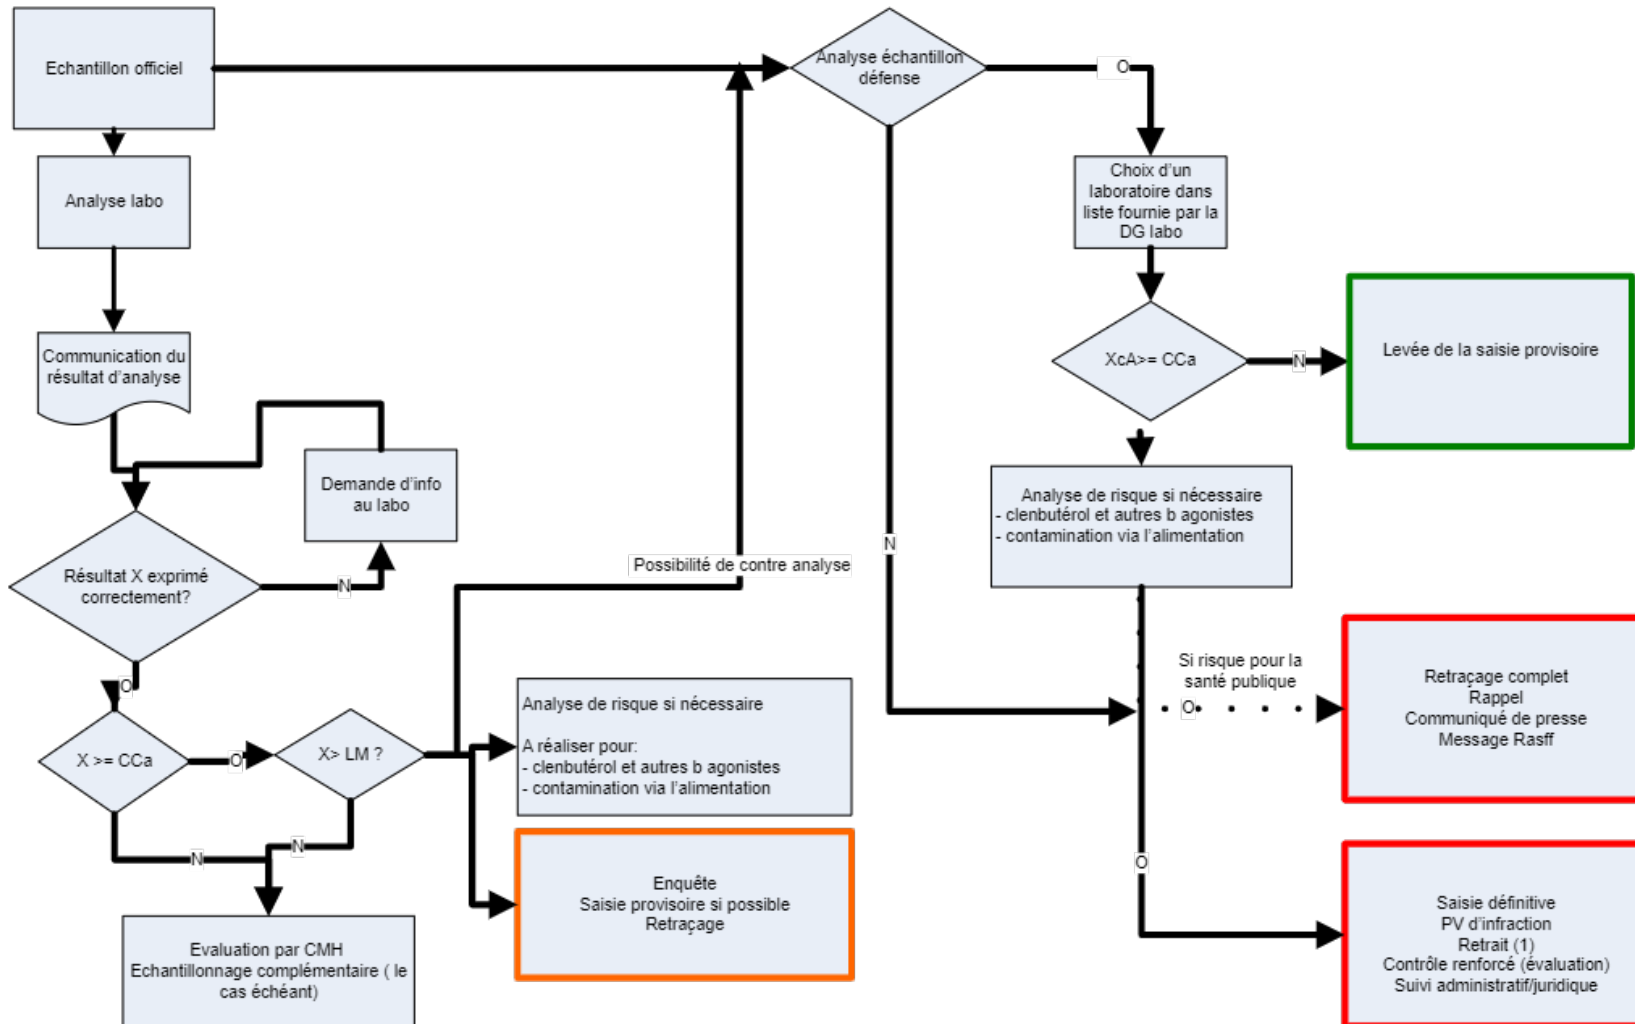 Echantillon officiel
Analyse labo
Communication du
résultat d'analyse
Demande d'info
au labo
Résultat X exprimé
correctement?
N
O
X >= CCa
O
X> LM ?
N
N
Evaluation par CMH
Echantillonnage complémentaire ( le
cas échéant)
Possibilité de contre analyse
Analyse de risque si nécessaire
A réaliser pour:
- clenbutérol et autres b agonistes
- contamination via l'alimentation
Enquête
Saisie provisoire si possible
Retraçage
Analyse échantillon
défense
O
N
Choix d'un
laboratoire dans
liste fournie par la
DG labo
XcA>= CCa
N
Levée de la saisie provisoire
Analyse de risque si nécessaire
- clenbutérol et autres b agonistes
- contamination via l'alimentation
Si risque pour la
santé publique
O
Retraçage complet
Rappel
Communiqué de presse
Message Rasff
O
Saisie définitive
PV d'infraction
Retrait (1)
Contrôle renforcé (évaluation)
Suivi administratif/juridique